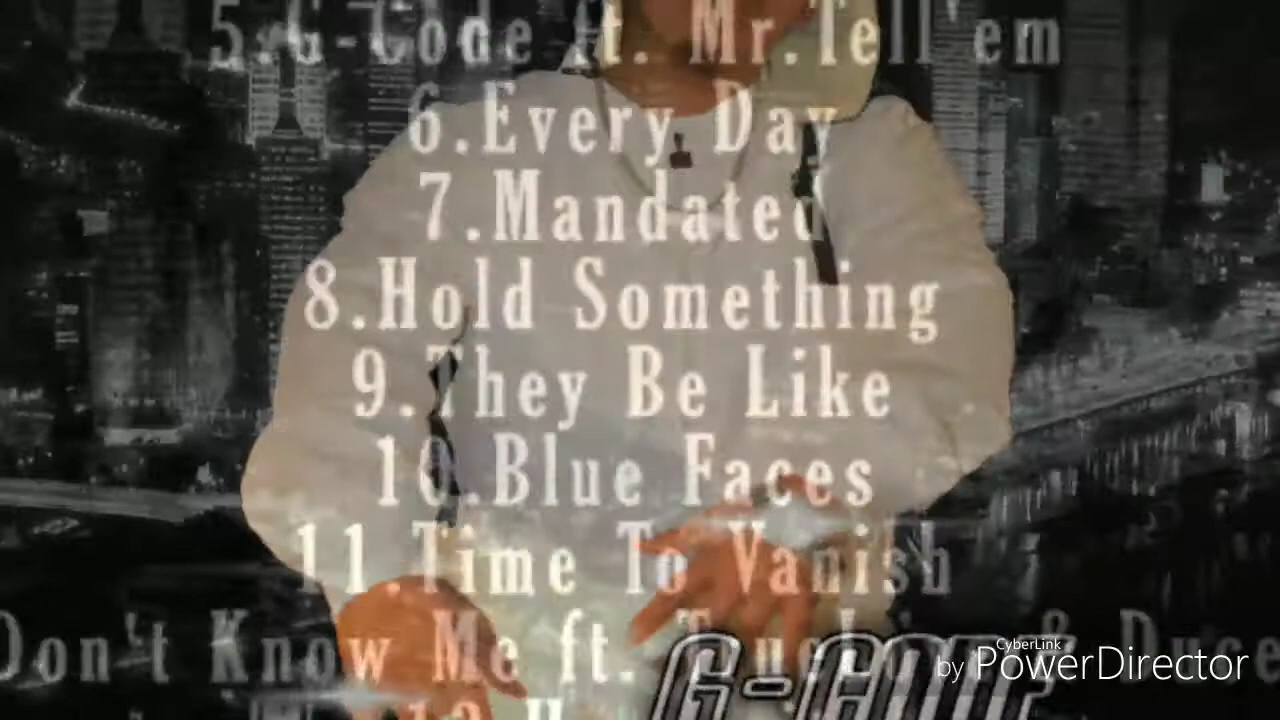 5.G-Code ft. Mr.Tell'em
6.Every Day
7.Mandated
8.Hold Something
9.They Be Like
10.Blue Faces
11.Time To Vanish
Don't Know Me ft. & Duce
G-
CyberLink
by PowerDirector